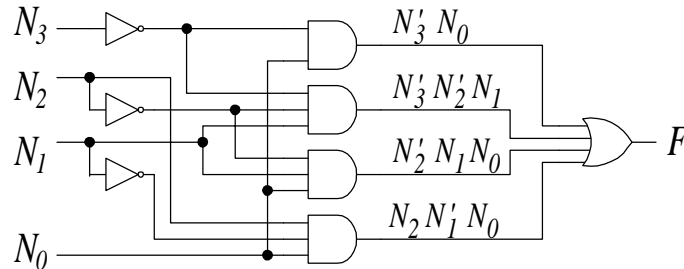 N₃
N₃′ N₀
N₂
N₃′ N₂′ N₁
N₁
F
N₂′ N₁ N₀
N₂ N₁′ N₀
N₀